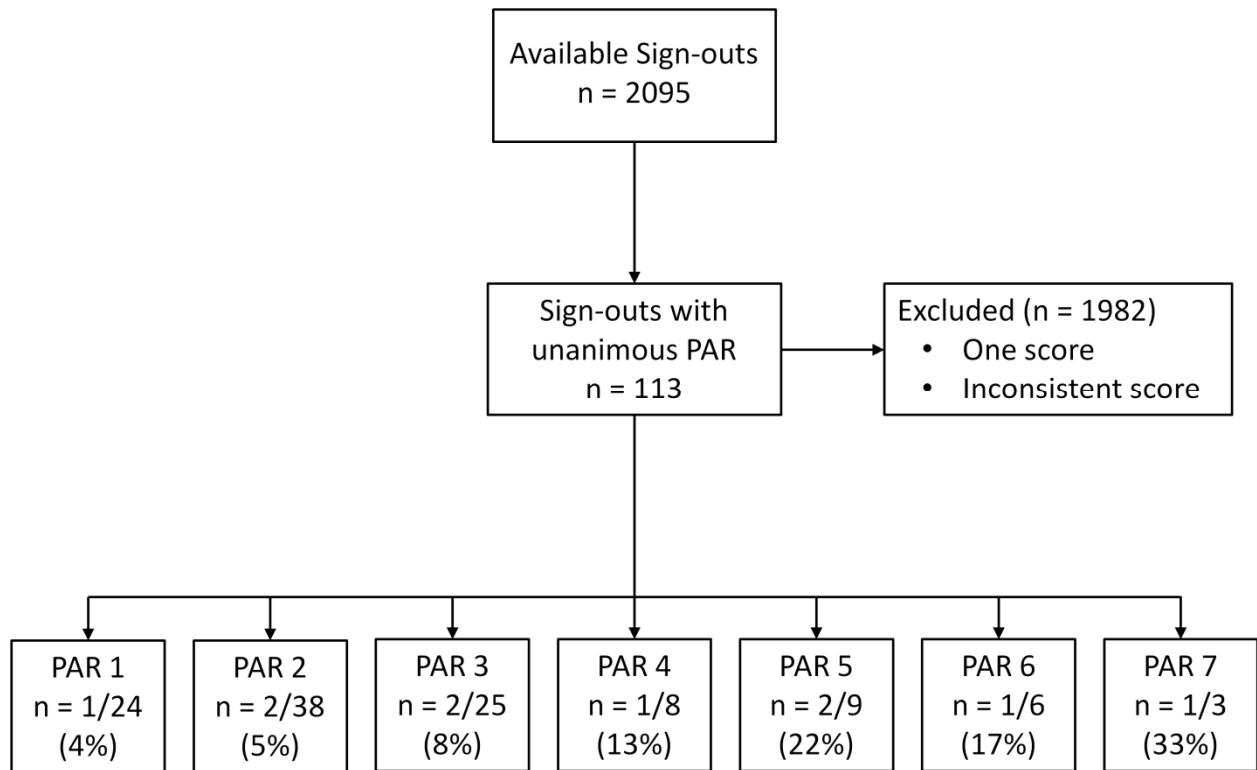 Available Sign-outs
n = 2095
Sign-outs with
unanimous PAR
n = 113
Excluded (n = 1982)
• One score
• Inconsistent score
PAR 1
n = 1/24
(4%)
PAR 2
n = 2/38
(5%)
PAR 3
n = 2/25
(8%)
PAR 4
n = 1/8
(13%)
PAR 5
n = 2/9
(22%)
PAR 6
n = 1/6
(17%)
PAR 7
n = 1/3
(33%)